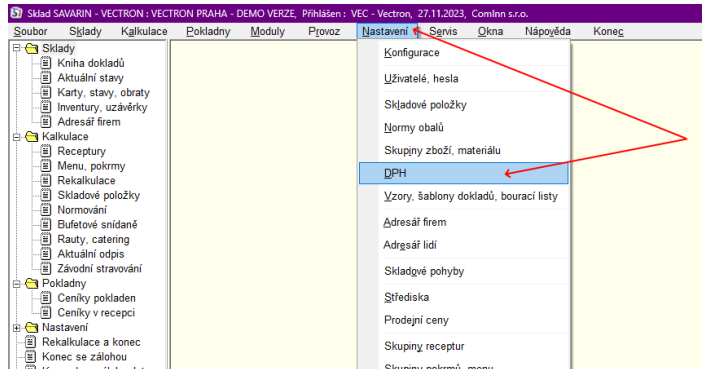 Sklad SAVARIN - VECTRON : VECTRON PRAHA - DEMO VERZE, Přihlášen : VEC - Vectron, 27.11.2023, ComInn s.r.o.
Soubor Sklady Kalkulace Pokladny Moduly Provoz Nastavení Servis Okna Nápověda Konec
Sklady
Kniha dokladů
Aktuální stavy
Karty, stavy, obraty
Inventury, uzávěrky
Adresář firem
Kalkulace
Receptury
Menu, pokrmy
Rekalkulace
Skladové položky
Normování
Bufetové snídaně
Rauty, catering
Aktuální odpis
Závodní stravování
Pokladny
Ceníky pokladen
Ceníky v recepci
Nastavení
Rekalkulace a konec
Konec se zálohou
Konfigurace
Uživatelé, hesla
Skladové položky
Normy obalů
Skupiny zboží, materiálu
DPH
Vzory, šablony dokladů, bourací listy
Adresář firem
Adresář lidí
Skladové pohyby
Střediska
Prodejní ceny
Skupiny receptur
Skupiny pokrmů, menu